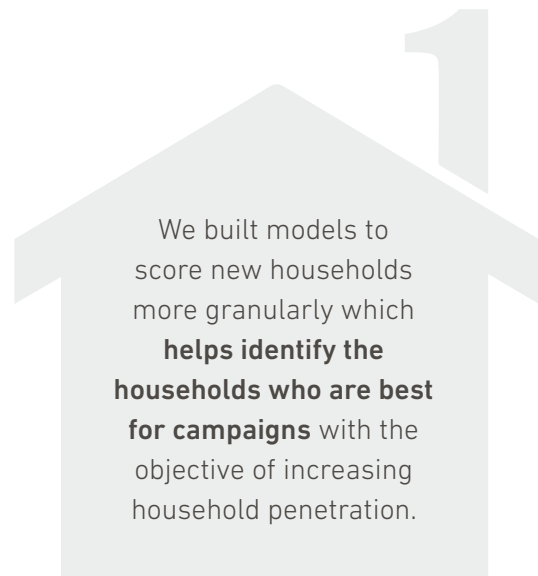 1
We built models to
score new households
more granularly which
helps identify the
households who are best
for campaigns with the
objective of increasing
household penetration.